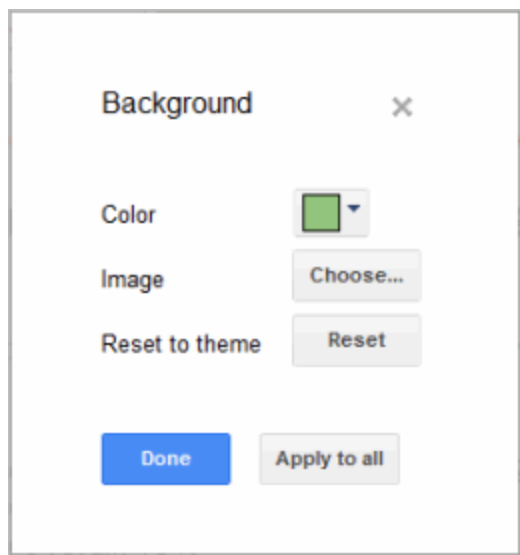 Background
Color
Image Choose...
Reset to theme Reset
Done Apply to all